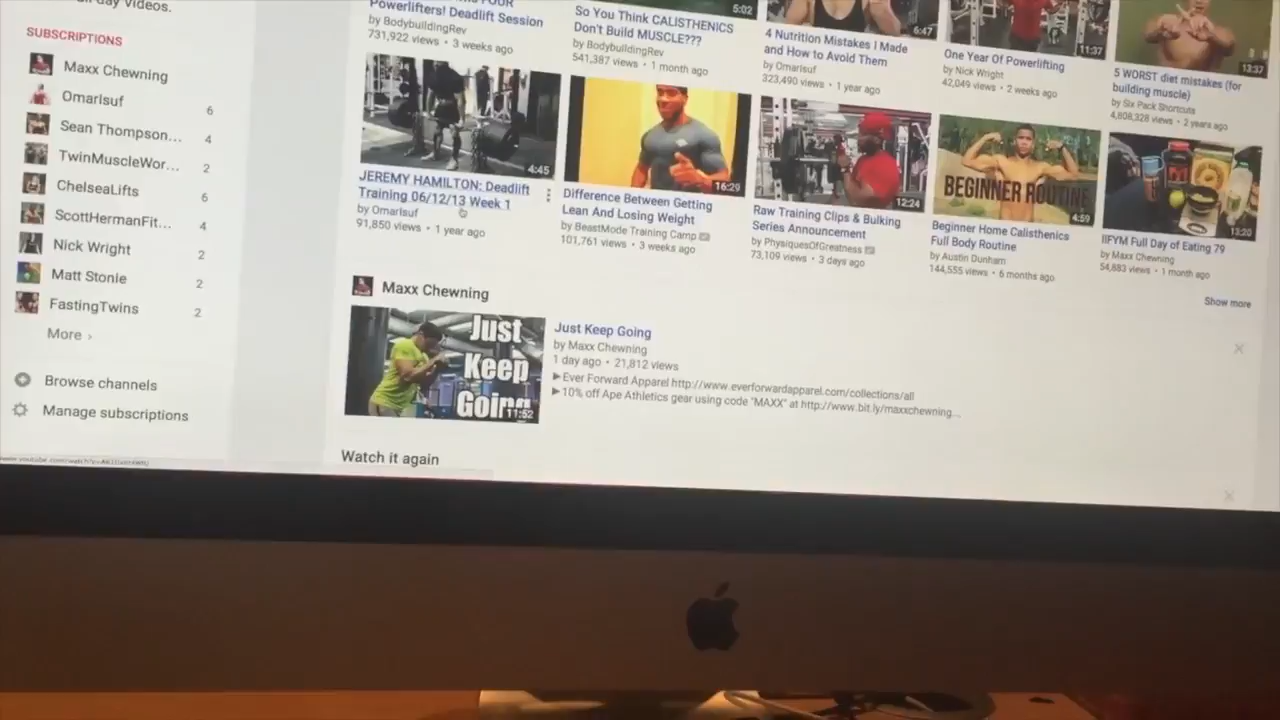 day videos.
SUBSCRIPTIONS
Maxx Chewning
Omarlsuf 6
Sean Thompson... 4
TwinMuscleWor... 2
ChelseaLifts 6
ScottHermanFit... 4
Nick Wright 2
Matt Stonie 2
FastingTwins 2
More ›
Browse channels
Manage subscriptions
Powerlifters! Deadlift Session
by BodybuildingRev
731,922 views • 3 weeks ago
5:02
So You Think CALISTHENICS
Don't Build MUSCLE???
by BodybuildingRev
541,387 views • 1 month ago
6:47
4 Nutrition Mistakes I Made
and How to Avoid Them
by Omarlsuf
323,490 views • 1 year ago
11:37
One Year Of Powerlifting
by Nick Wright
42,049 views • 2 weeks ago
13:37
5 WORST diet mistakes (for
building muscle)
by Six Pack Shortcuts
4,808,328 views • 2 years ago
4:45
JEREMY HAMILTON: Deadlift
Training 06/12/13 Week 1
by Omarlsuf
91,850 views • 1 year ago
16:29
Difference Between Getting
Lean And Losing Weight
by BeastMode Training Camp
101,761 views • 3 weeks ago
12:24
Raw Training Clips & Bulking
Series Announcement
by PhysiquesOfGreatness
73,109 views • 3 days ago
BEGINNER ROUTINE
4:59
Beginner Home Calisthenics
Full Body Routine
by Austin Dunham
144,555 views • 6 months ago
13:20
IIFYM Full Day of Eating 79
by Maxx Chewning
54,883 views • 1 month ago
Show more
Maxx Chewning
Just
Keep
Going
11:52
Just Keep Going
by Maxx Chewning
1 day ago • 21,812 views
►Ever Forward Apparel http://www.everforwardapparel.com/collections/all
►10% off Ape Athletics gear using code "MAXX" at http://www.bit.ly/maxxchewning...
Watch it again